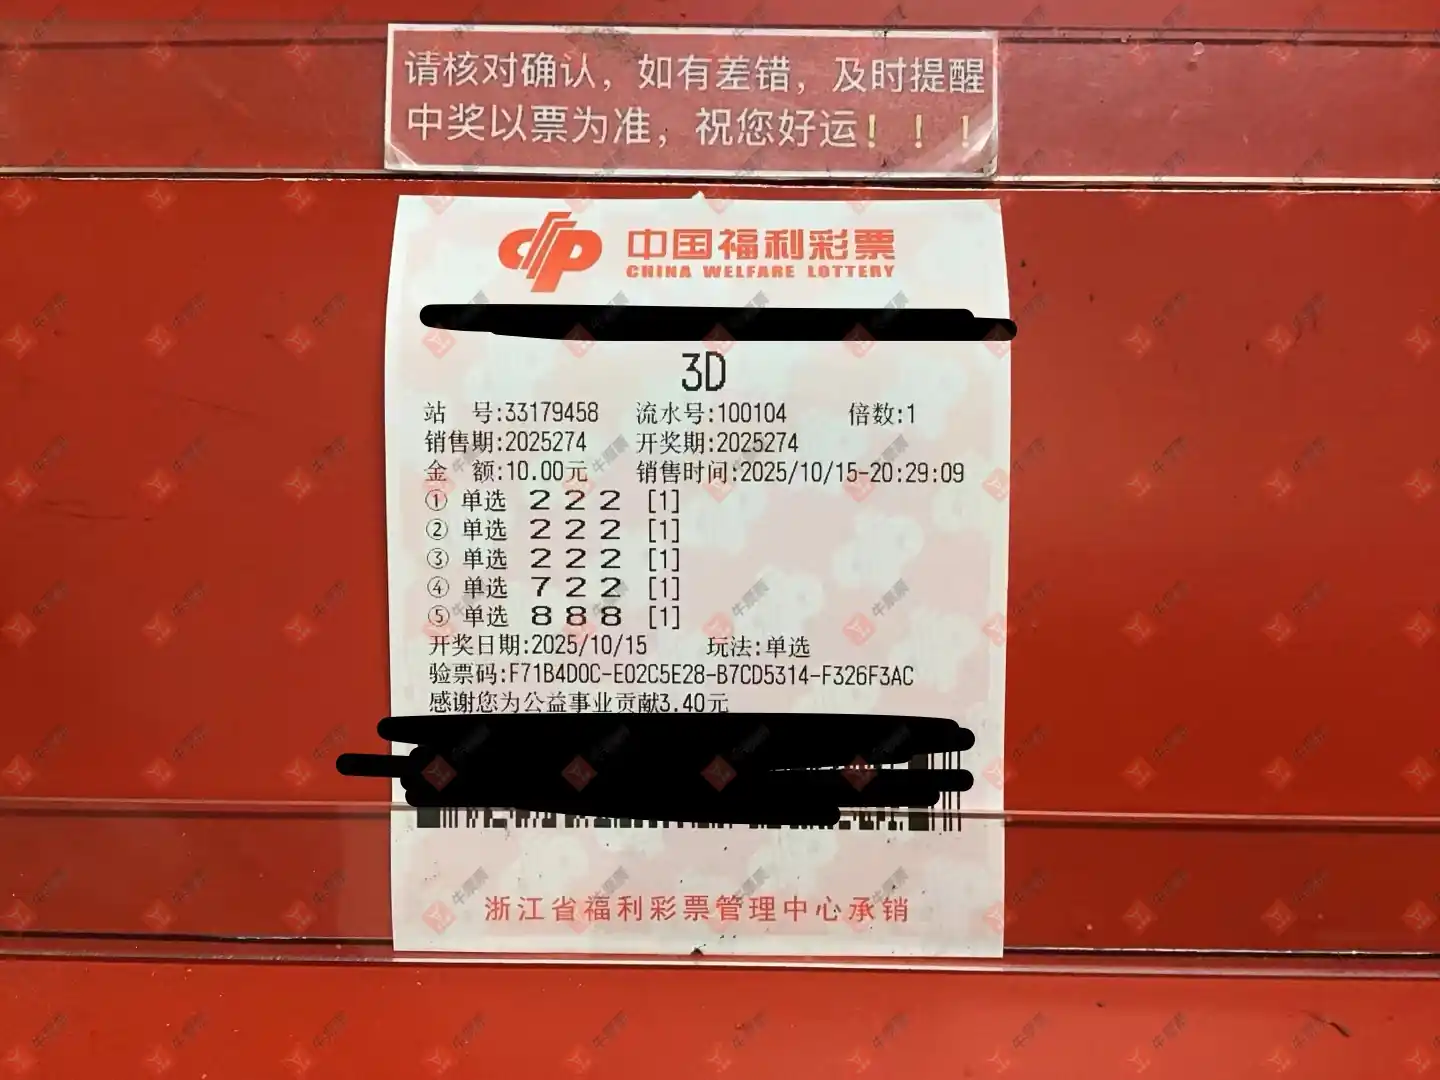 请核对确认，如有差错，及时提醒
中奖以票为准，祝您好运！！！
中国福利彩票
CHINA WELFARE LOTTERY
3D
站 号:33179458 流水号:100104 倍数:1
销售期:2025274 开奖期:2025274
金 额:10.00元 销售时间:2025/10/15-20:29:09
① 单选 2 2 2 [1]
② 单选 2 2 2 [1]
③ 单选 2 2 2 [1]
④ 单选 7 2 2 [1]
⑤ 单选 8 8 8 [1]
开奖日期:2025/10/15 玩法:单选
验票码:F71B4D0C-E02C5E28-B7CD5314-F326F3AC
感谢您为公益事业贡献3.40元
浙江省福利彩票管理中心承销